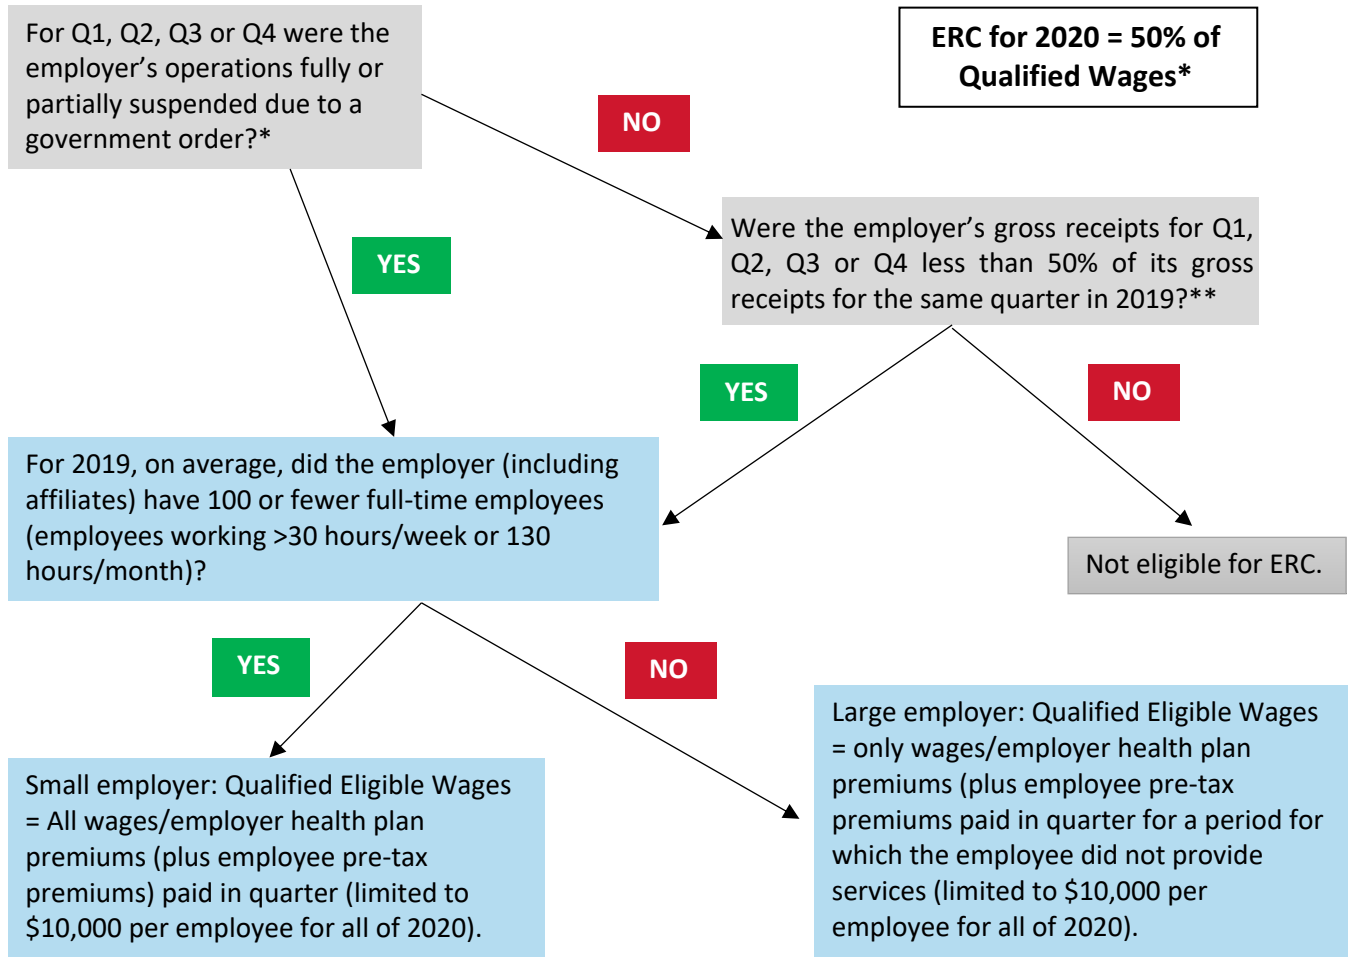 For Q1, Q2, Q3 or Q4 were the
employer’s operations fully or
partially suspended due to a
government order?*
ERC for 2020 = 50% of
Qualified Wages*
NO
YES
Were the employer’s gross receipts for Q1,
Q2, Q3 or Q4 less than 50% of its gross
receipts for the same quarter in 2019?**
YES
NO
For 2019, on average, did the employer (including
affiliates) have 100 or fewer full-time employees
(employees working >30 hours/week or 130
hours/month)?
Not eligible for ERC.
YES
NO
Small employer: Qualified Eligible Wages
= All wages/employer health plan
premiums (plus employee pre-tax
premiums) paid in quarter (limited to
$10,000 per employee for all of 2020).
Large employer: Qualified Eligible Wages
= only wages/employer health plan
premiums (plus employee pre-tax
premiums paid in quarter for a period for
which the employee did not provide
services (limited to $10,000 per
employee for all of 2020).